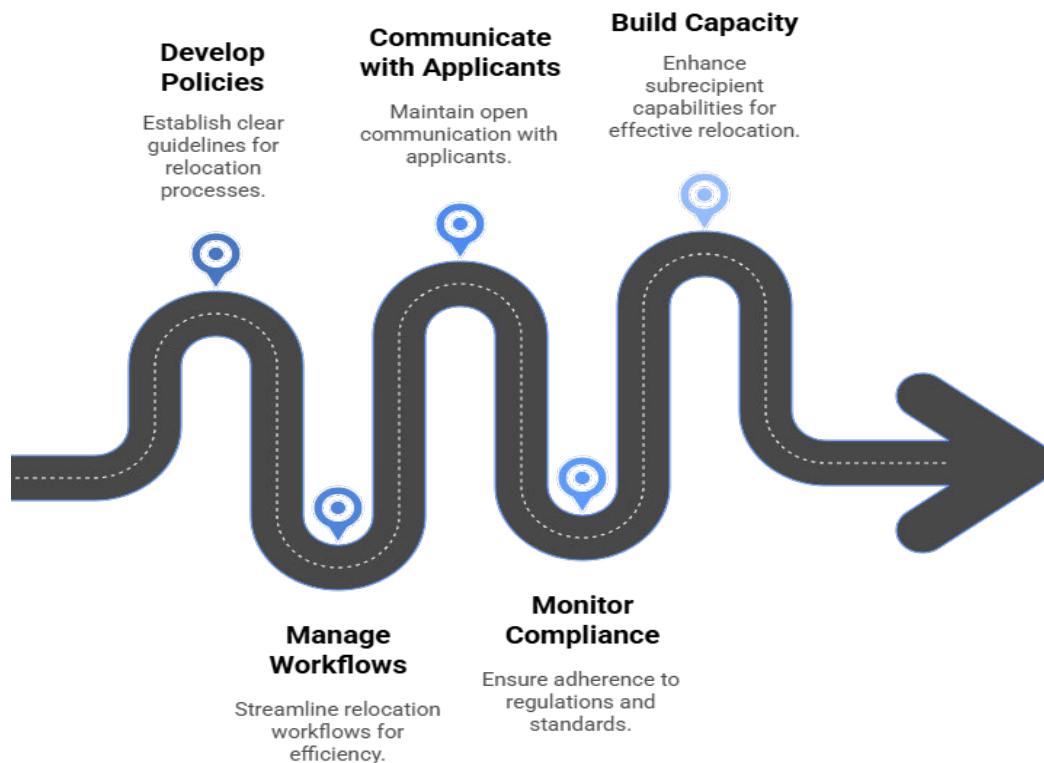 Develop
Policies
Establish clear
guidelines for
relocation
processes.
Manage
Workflows
Streamline relocation
workflows for
efficiency.
Communicate
with Applicants
Maintain open
communication with
applicants.
Monitor
Compliance
Ensure adherence to
regulations and
standards.
Build Capacity
Enhance
subrecipient
capabilities for
effective relocation.